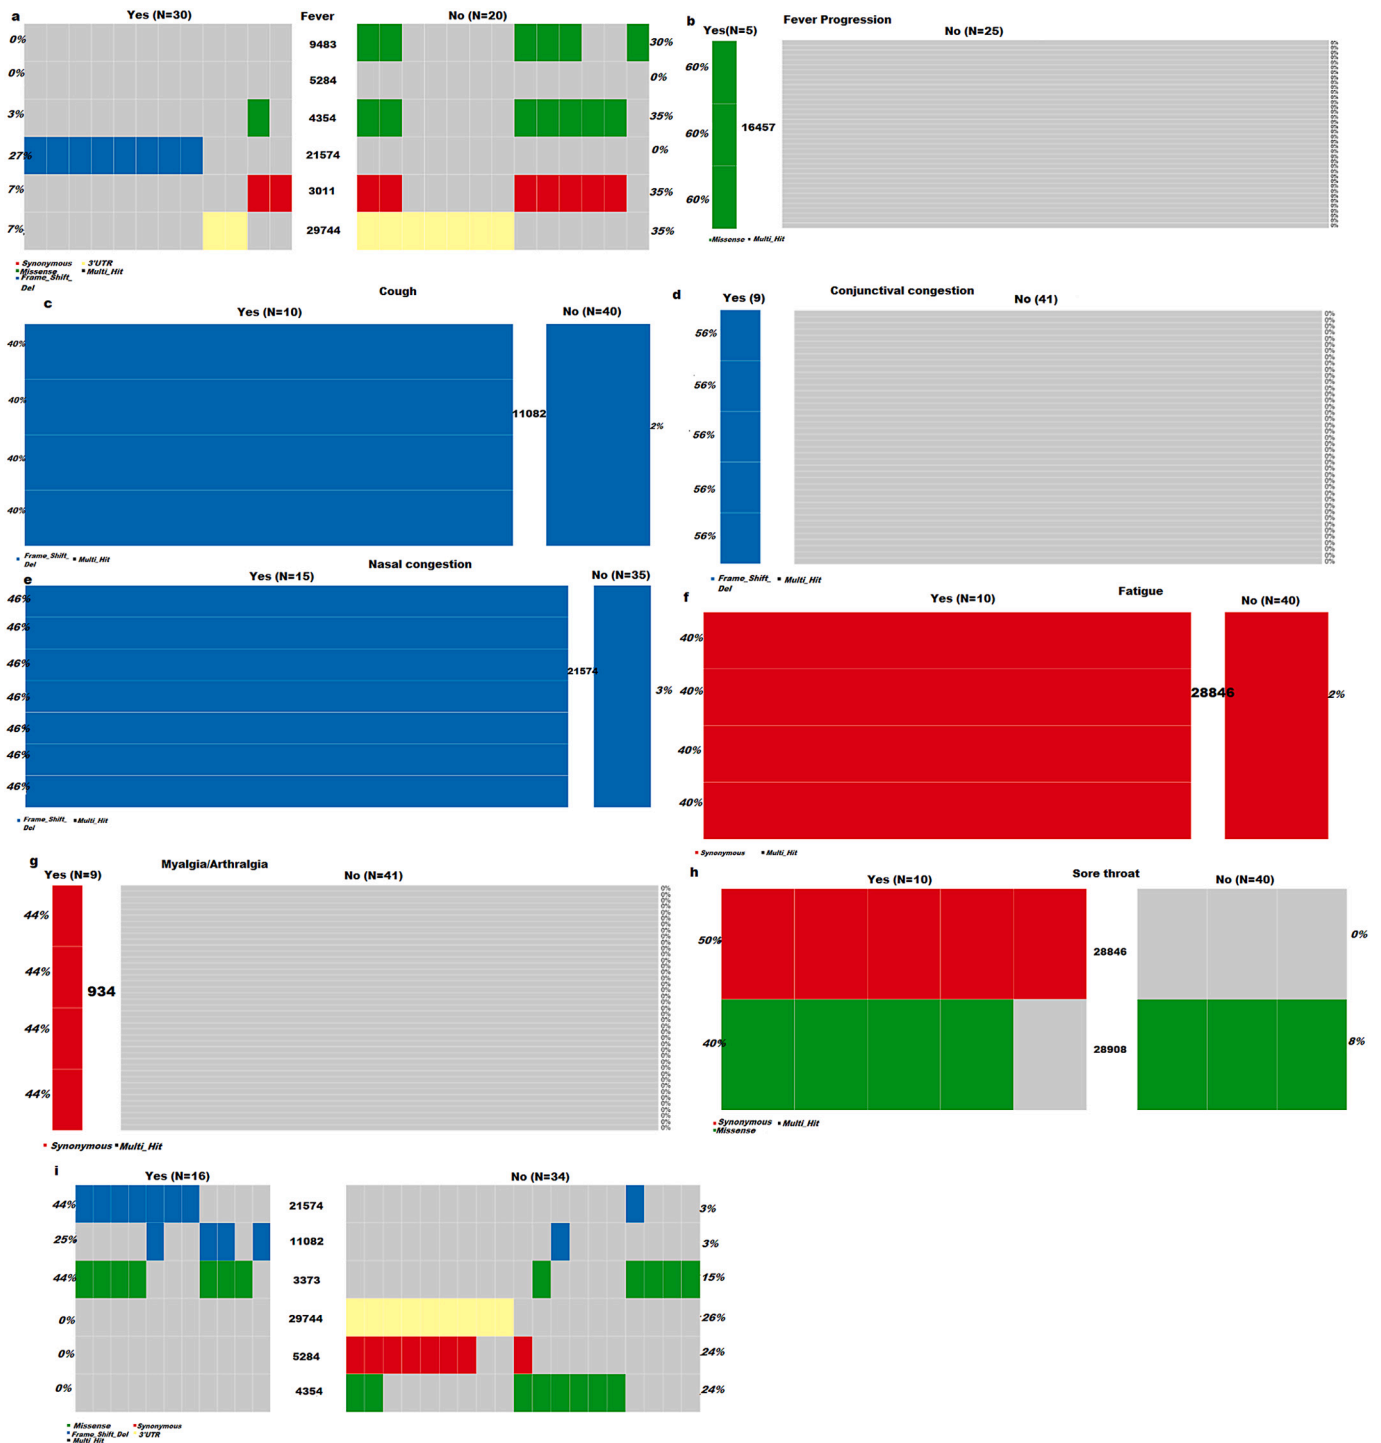 a
Yes (N=30)
Fever
No (N=20)
0%
9483
30%
0%
5284
0%
3%
4354
35%
27%
21574
0%
7%
3011
35%
7%
29744
35%
Synonymous
3'UTR
Missense
Multi_Hit
Frame_Shift_
Del
b
Fever Progression
Yes(N=5)
No (N=25)
60%
60%
16457
60%
Missense
Multi_Hit
c
Cough
Yes (N=10)
No (N=40)
40%
40%
11082
2%
40%
40%
Frame_Shift_
Del
Multi_Hit
d
Conjunctival congestion
Yes (9)
No (41)
56%
56%
56%
56%
56%
Frame_Shift_
Del
Multi_Hit
e
Nasal congestion
Yes (N=15)
No (N=35)
46%
46%
46%
21574
46%
3%
46%
46%
46%
Frame_Shift_
Del
Multi_Hit
f
Fatigue
Yes (N=10)
No (N=40)
40%
40%
28846
2%
40%
40%
Synonymous
Multi_Hit
g
Myalgia/Arthralgia
Yes (N=9)
No (N=41)
44%
44%
934
44%
44%
Synonymous
Multi_Hit
h
Sore throat
Yes (N=10)
No (N=40)
50%
28846
0%
40%
28908
8%
Synonymous
Multi_Hit
Missense
i
Yes (N=16)
No (N=34)
44%
21574
3%
25%
11082
3%
44%
3373
15%
0%
29744
26%
0%
5284
24%
0%
4354
24%
Missense
Synonymous
Frame_Shift_Del
3'UTR
Multi_Hit